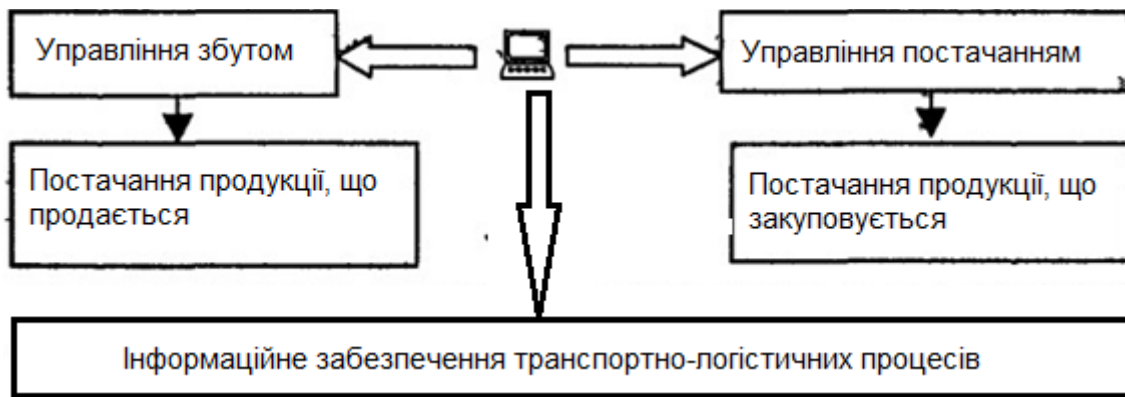 Управління збутом
Управління постачанням
Постачання продукції, що
продається
Постачання продукції, що
закуповується
Інформаційне забезпечення транспортно-логістичних процесів